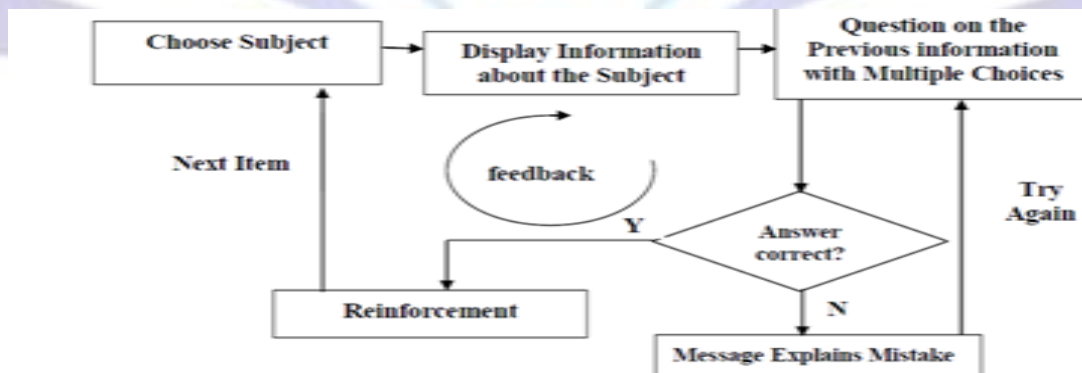 Choose Subject
Display Information
about the Subject
Question on the
Previous information
with Multiple Choices
Next Item
feedback
Try
Again
Y
Answer
correct?
Reinforcement
N
Message Explains Mistake